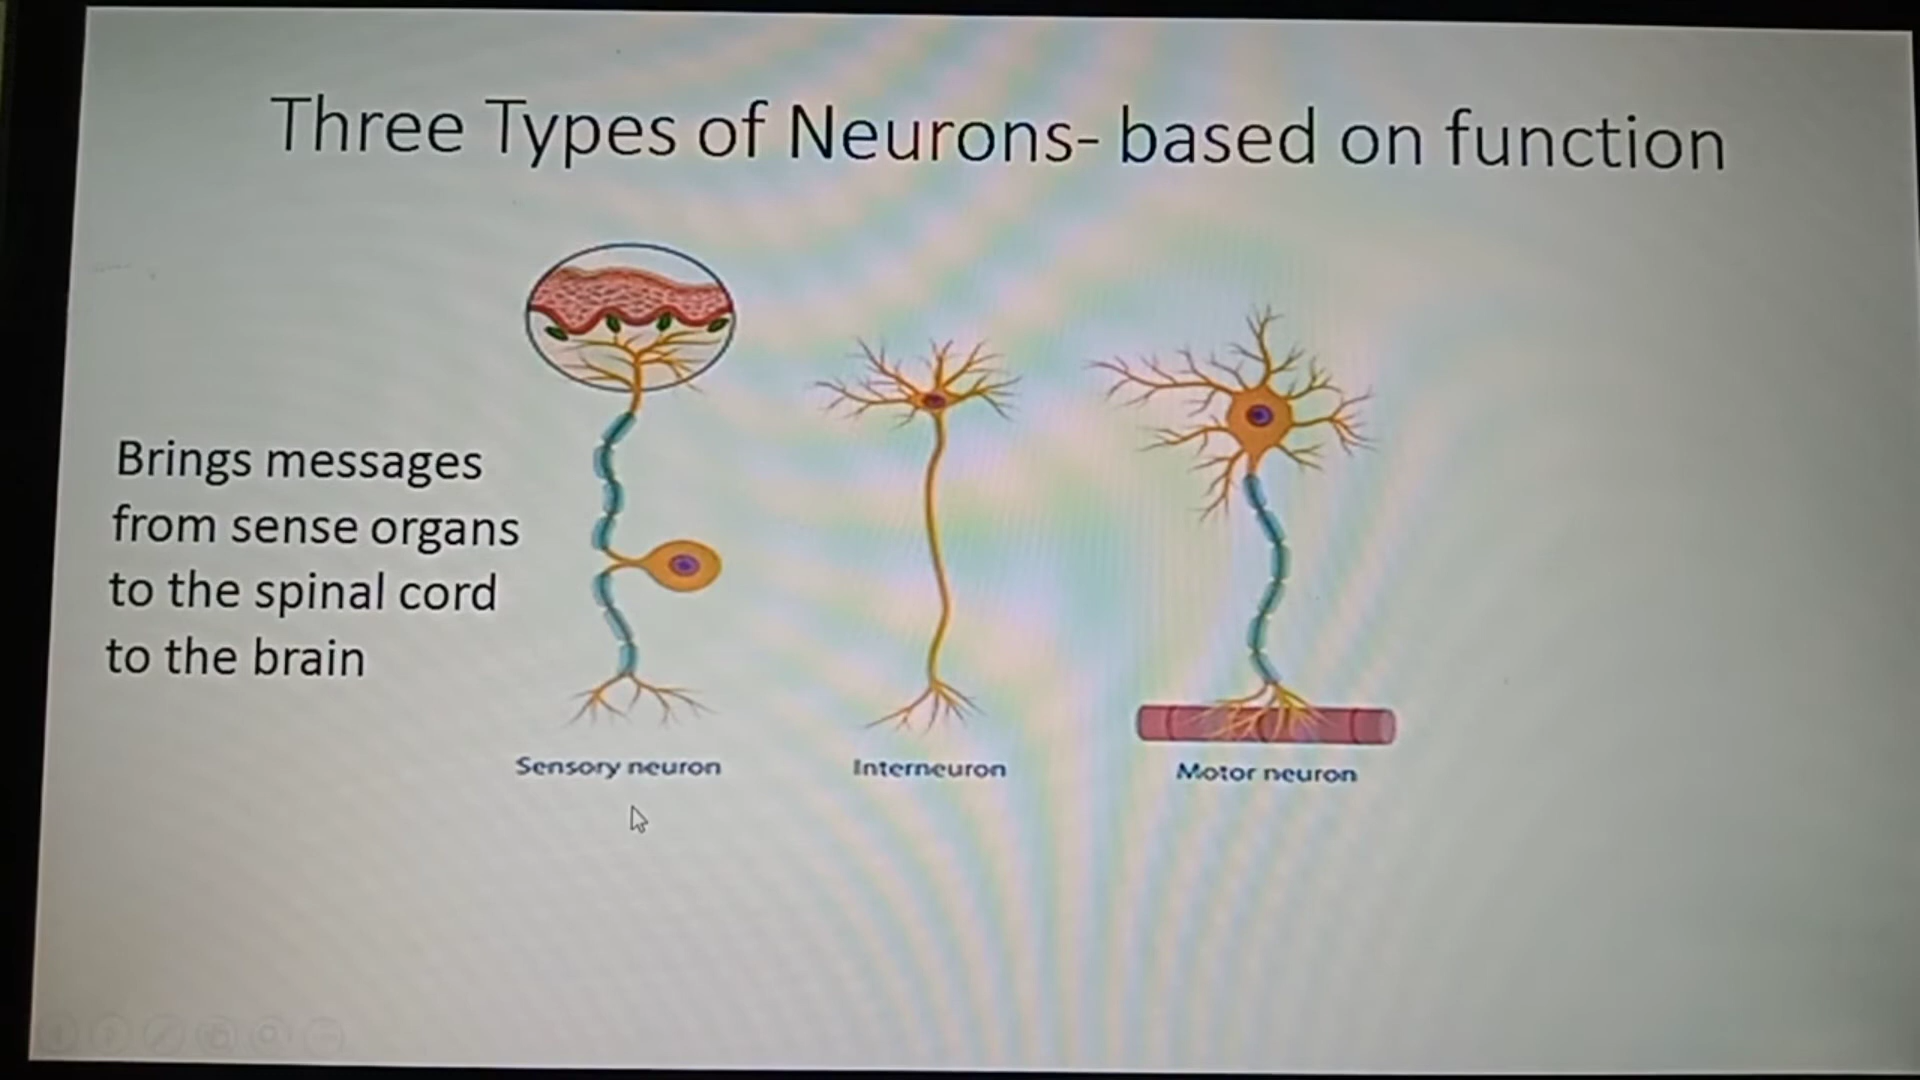 Three Types of Neurons- based on function
Brings messages
from sense organs
to the spinal cord
to the brain
Sensory neuron
Interneuron
Motor neuron